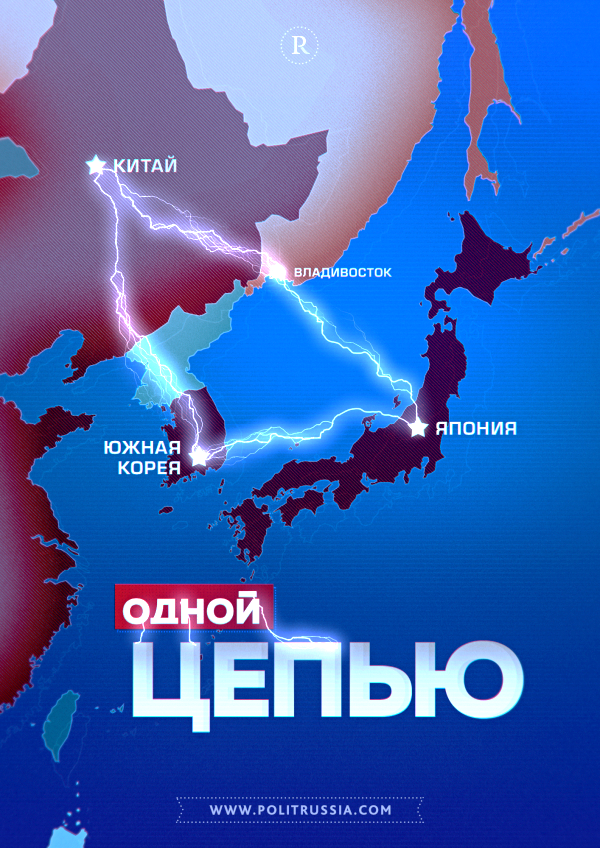 R
КИТАЙ
ВЛАДИВОСТОК
ЯПОНИЯ
ЮЖНАЯ
КОРЕЯ
ОДНОЙ
ЦЕПЬЮ
WWW.POLITRUSSIA.COM